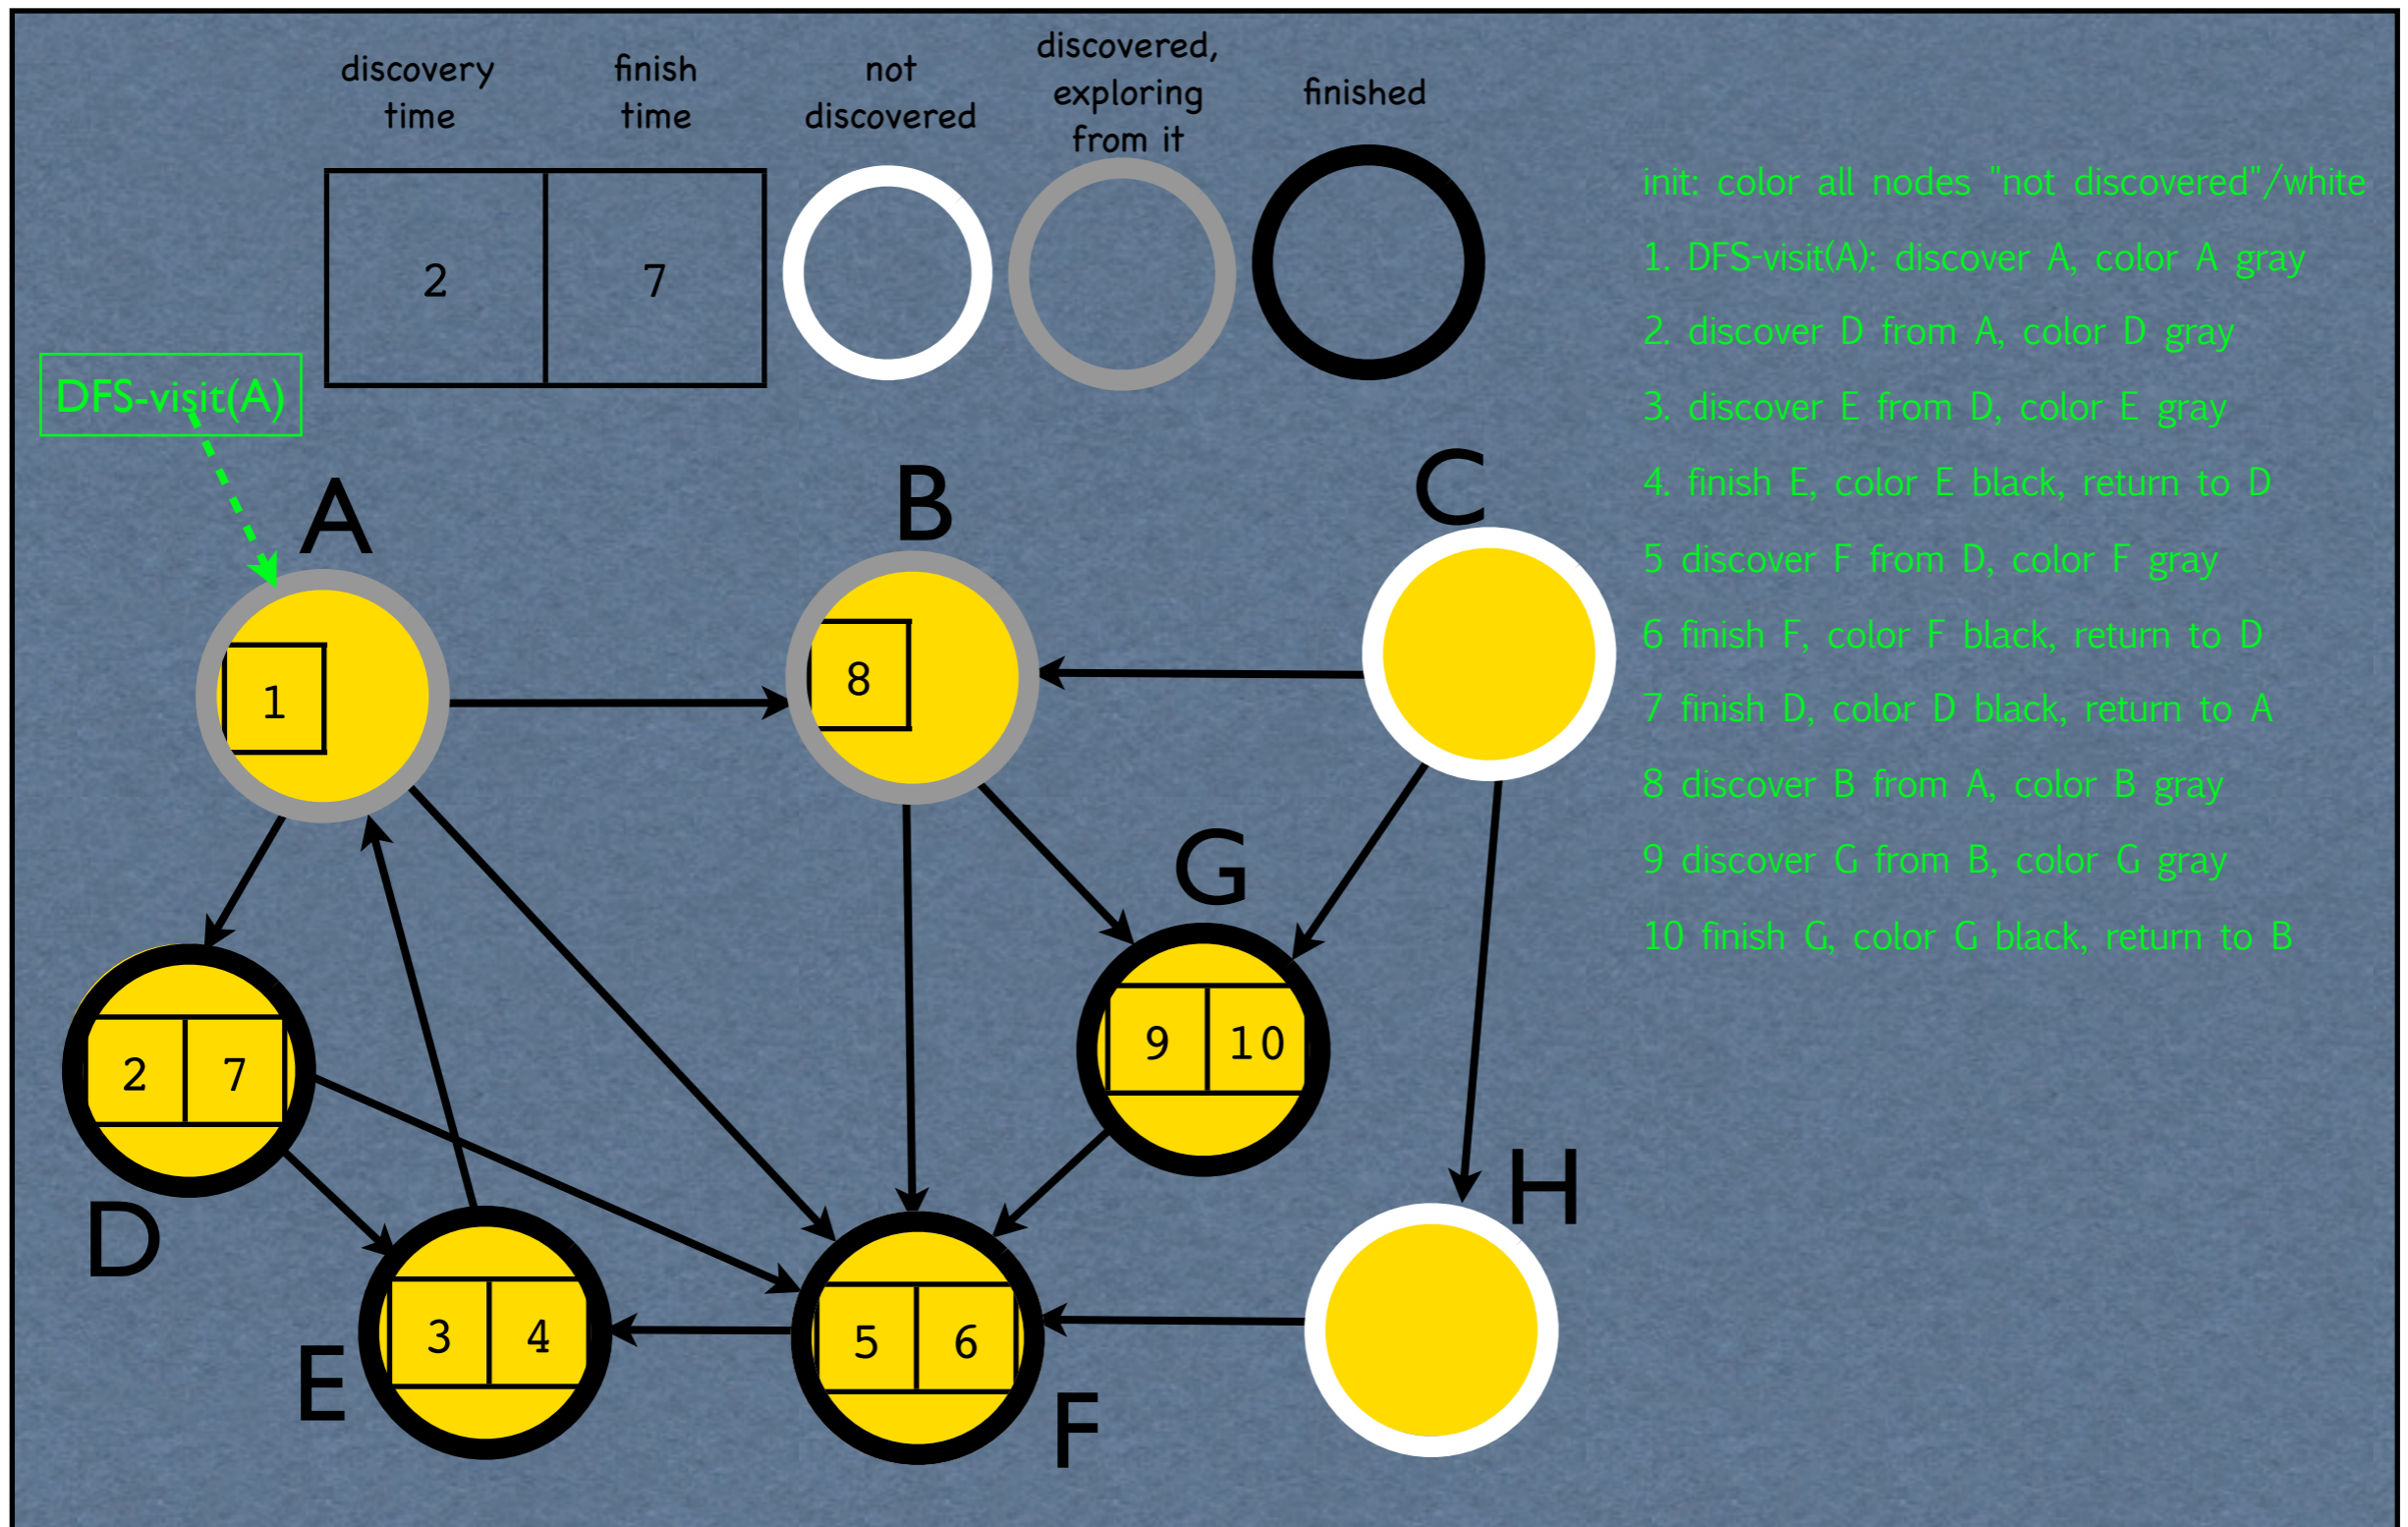 discovery
time
finish
time
not
discovered
discovered,
exploring
from it
finished
2
7
init: color all nodes "not discovered"/white
1. DFS-visit(A): discover A, color A gray
2. discover D from A, color D gray
3. discover E from D, color E gray
4. finish E, color E black, return to D
5 discover F from D, color F gray
6 finish F, color F black, return to D
7 finish D, color D black, return to A
8 discover B from A, color B gray
9 discover G from B, color G gray
10 finish G, color G black, return to B
DFS-visit(A)
A
B
C
1
8
G
9 10
2 7
D
H
E
3 4
5 6
F